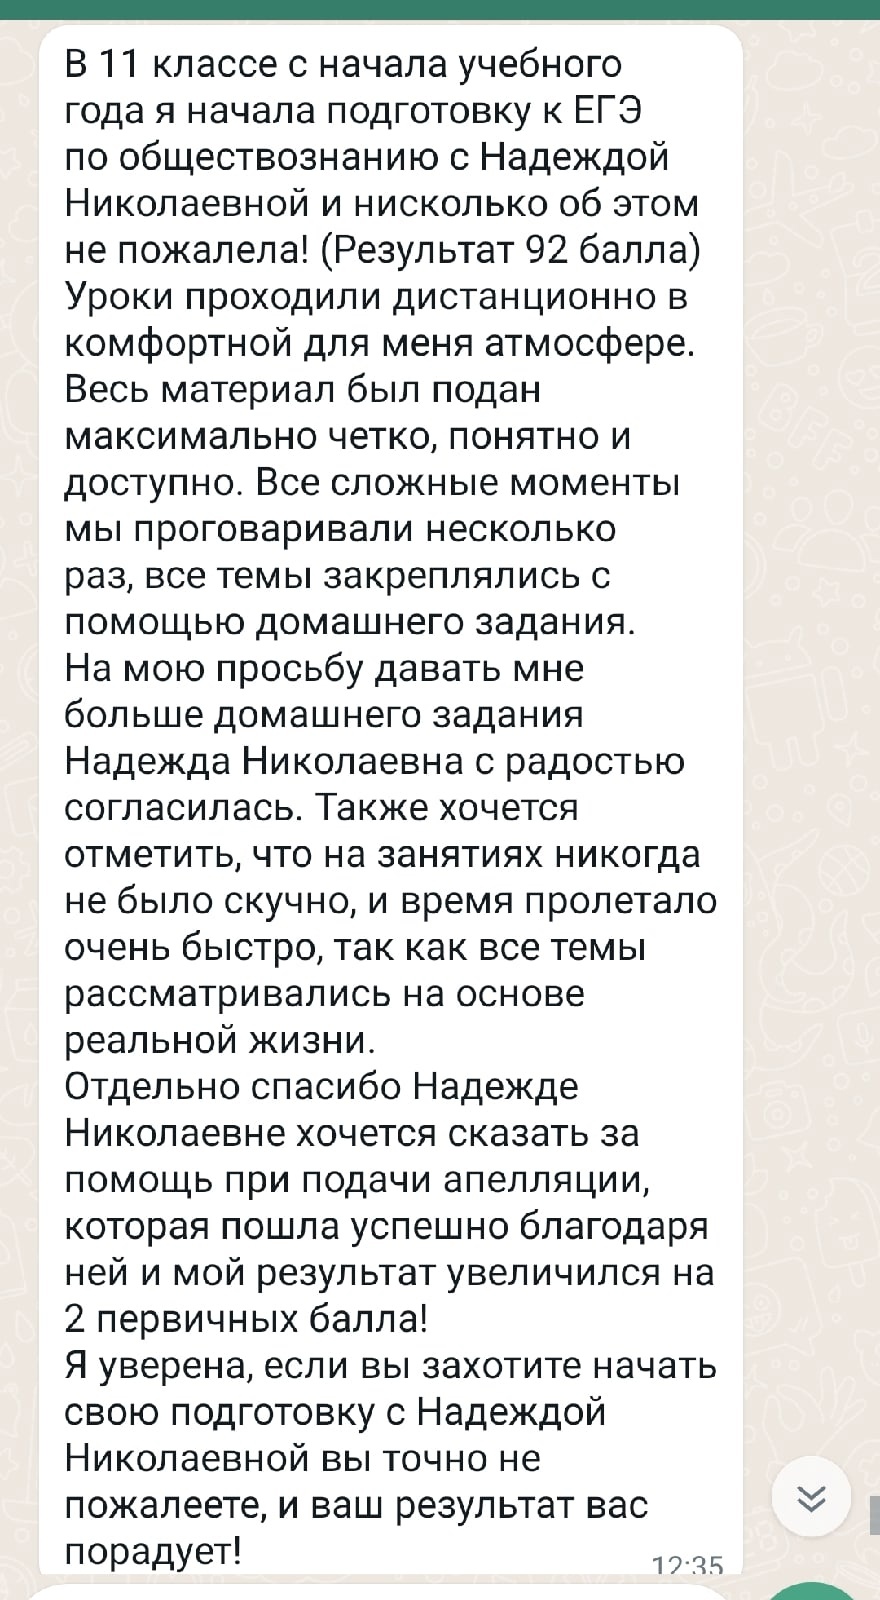 В 11 классе с начала учебного
года я начала подготовку к ЕГЭ
по обществознанию с Надеждой
Николаевной и нисколько об этом
не пожалела! (Результат 92 балла)
Уроки проходили дистанционно в
комфортной для меня атмосфере.
Весь материал был подан
максимально четко, понятно и
доступно. Все сложные моменты
мы проговаривали несколько
раз, все темы закреплялись с
помощью домашнего задания.
На мою просьбу давать мне
больше домашнего задания
Надежда Николаевна с радостью
согласилась. Также хочется
отметить, что на занятиях никогда
не было скучно, и время пролетало
очень быстро, так как все темы
рассматривались на основе
реальной жизни.
Отдельно спасибо Надежде
Николаевне хочется сказать за
помощь при подачи апелляции,
которая пошла успешно благодаря
ней и мой результат увеличился на
2 первичных балла!
Я уверена, если вы захотите начать
свою подготовку с Надеждой
Николаевной вы точно не
пожалеете, и ваш результат вас
порадует!
12:35